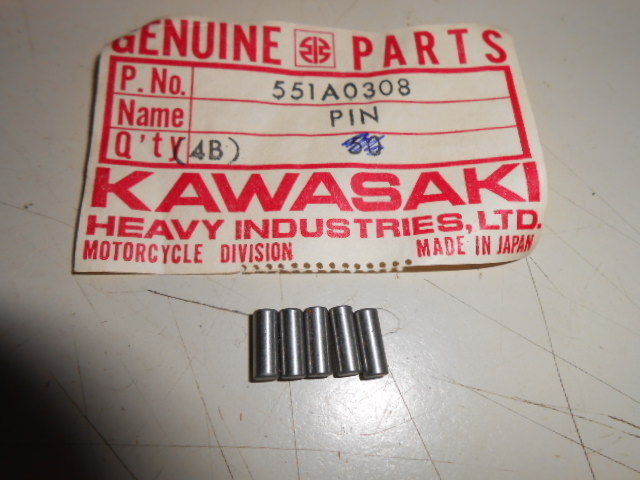 GENUINE PARTS
P. No. 551A0308
Name PIN
Q'ty (4B)
KAWASAKI
HEAVY INDUSTRIES, LTD.
MOTORCYCLE DIVISION MADE IN JAPAN